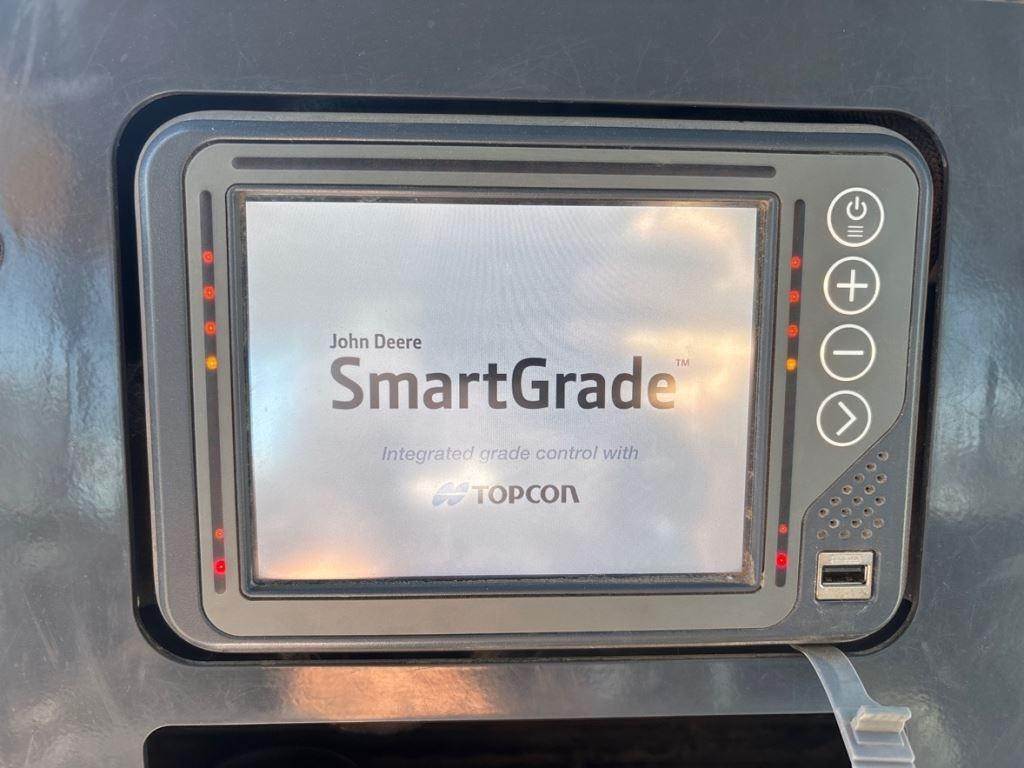 John Deere
SmartGrade™
Integrated grade control with
TOPCON